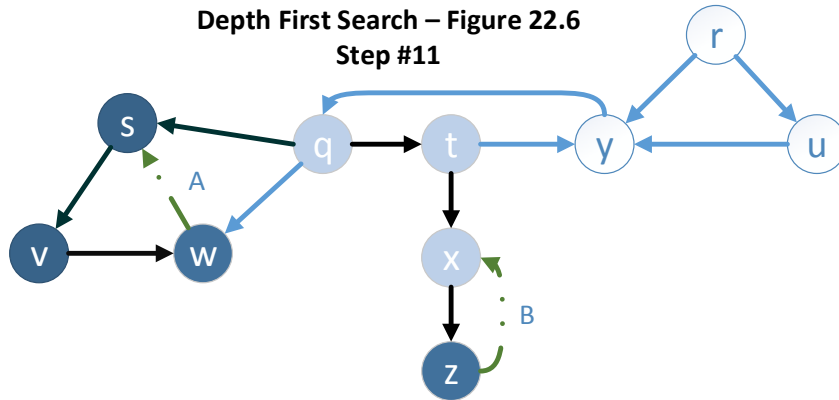 Depth First Search – Figure 22.6
Step #11
r
s
q
t
y
u
A
v
w
x
B
z